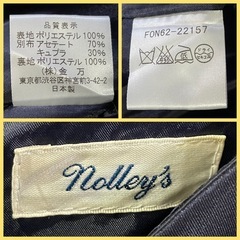 品質表示
表地 ポリエステル 100%
別布 アセテート 70%
キュプラ 30%
裏地 ポリエステル 100%
(株) 金万
東京都渋谷区神宮前3-42-2
日本製
FON62-22157
nolley's